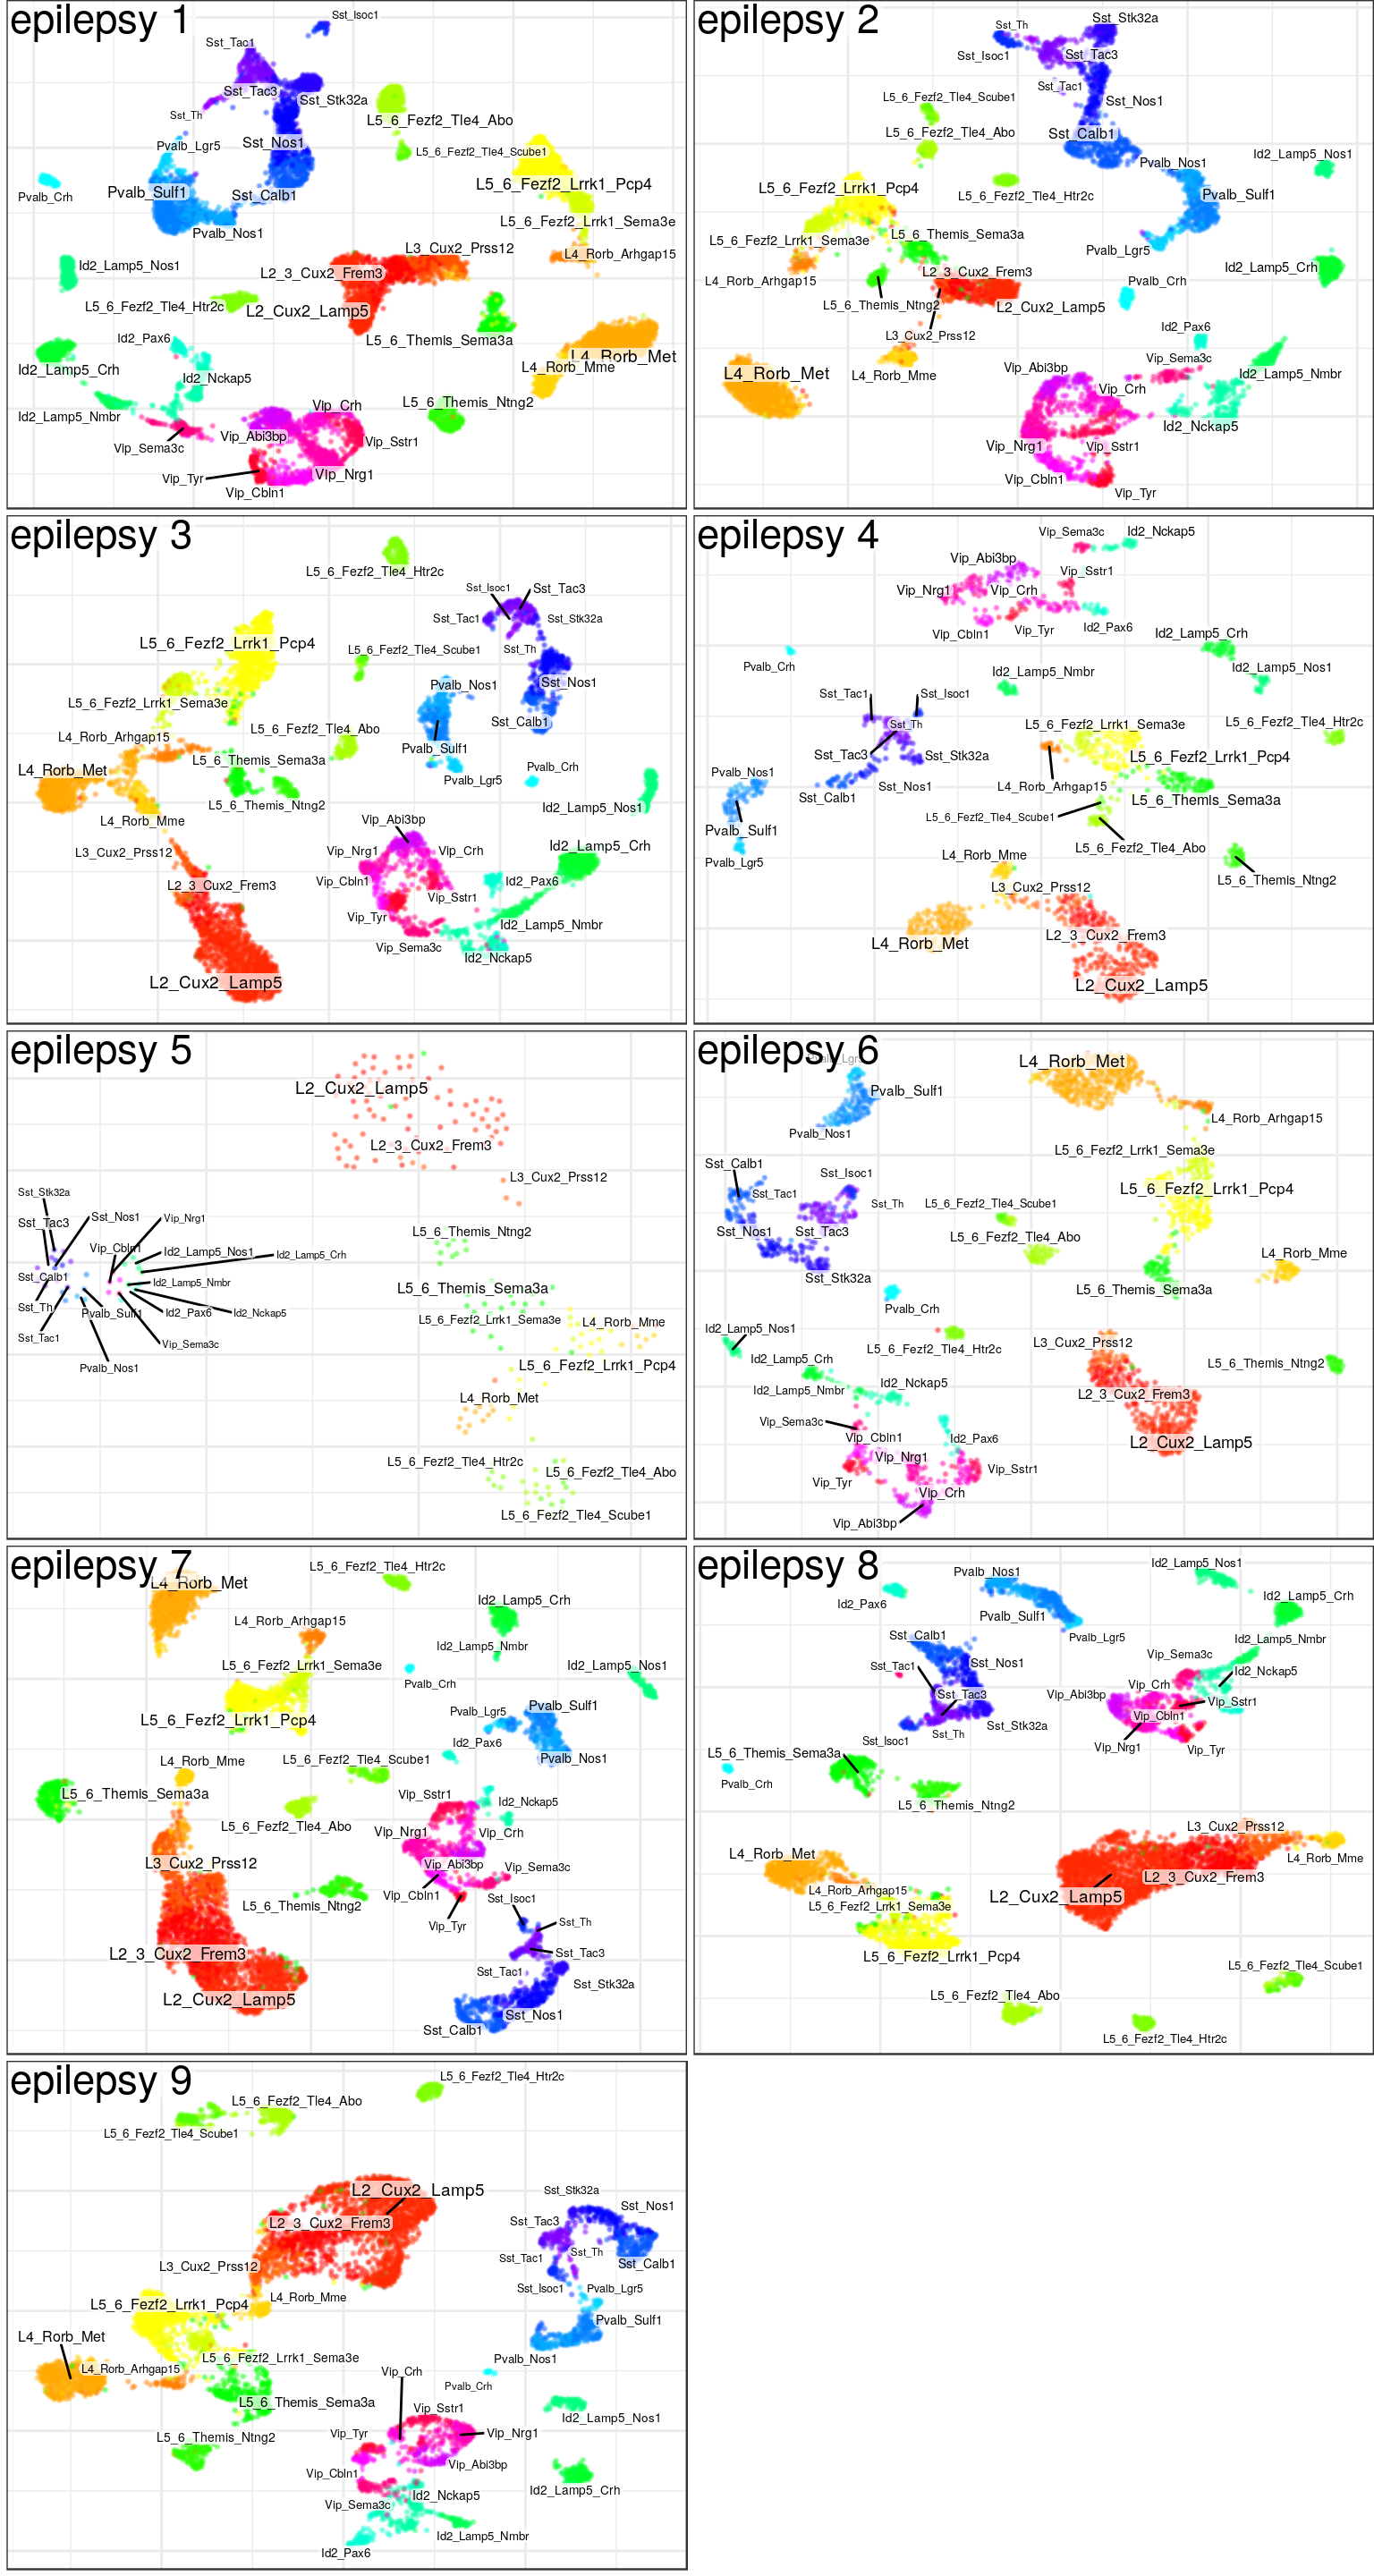 epilepsy 1
Sst_Isoc1
Sst_Tac1
Sst_Tac3
Sst_Stk32a
Sst_Th
L5_6_Fezf2_Tle4_Abo
Pvalb_Lgr5
Sst_Nos1
L5_6_Fezf2_Tle4_Scube1
Pvalb_Crh
Pvalb_Sulf1
Sst_Calb1
L5_6_Fezf2_Lrrk1_Pcp4
Pvalb_Nos1
L5_6_Fezf2_Lrrk1_Sema3e
Id2_Lamp5_Nos1
L2_3_Cux2_Frem3
L3_Cux2_Prss12
L4_Rorb_Arhgap15
L5_6_Fezf2_Tle4_Htr2c
L2_Cux2_Lamp5
Id2_Pax6
L5_6_Themis_Sema3a
L4_Rorb_Met
Id2_Lamp5_Crh
Id2_Nckap5
L4_Rorb_Mme
Id2_Lamp5_Nmbr
Vip_Crh
L5_6_Themis_Ntng2
Vip_Sema3c
Vip_Abi3bp
Vip_Sstr1
Vip_Tyr
Vip_Nrg1
Vip_Cbln1
epilepsy 2
Sst_Th
Sst_Stk32a
Sst_Isoc1
Sst_Tac3
Sst_Tac1
L5_6_Fezf2_Tle4_Scube1
Sst_Nos1
L5_6_Fezf2_Tle4_Abo
Sst_Calb1
Pvalb_Nos1
Id2_Lamp5_Nos1
L5_6_Fezf2_Lrrk1_Pcp4
L5_6_Fezf2_Tle4_Htr2c
Pvalb_Sulf1
L5_6_Fezf2_Lrrk1_Sema3e
L5_6_Themis_Sema3a
Pvalb_Lgr5
L4_Rorb_Arhgap15
L2_3_Cux2_Frem3
Pvalb_Crh
Id2_Lamp5_Crh
L5_6_Themis_Ntng2
L2_Cux2_Lamp5
L3_Cux2_Prss12
Id2_Pax6
L4_Rorb_Met
L4_Rorb_Mme
Vip_Abi3bp
Vip_Sema3c
Id2_Lamp5_Nmbr
Vip_Crh
Id2_Nckap5
Vip_Nrg1
Vip_Sstr1
Vip_Cbln1
Vip_Tyr
epilepsy 3
L5_6_Fezf2_Tle4_Htr2c
Sst_Isoc1
Sst_Tac3
Sst_Tac1
Sst_Stk32a
L5_6_Fezf2_Lrrk1_Pcp4
L5_6_Fezf2_Tle4_Scube1
Sst_Th
Pvalb_Nos1
Sst_Nos1
L5_6_Fezf2_Lrrk1_Sema3e
Sst_Calb1
L4_Rorb_Arhgap15
L5_6_Fezf2_Tle4_Abo
Pvalb_Sulf1
L4_Rorb_Met
L5_6_Themis_Sema3a
Pvalb_Lgr5
Pvalb_Crh
L5_6_Themis_Ntng2
Id2_Lamp5_Nos1
L4_Rorb_Mme
Vip_Abi3bp
L3_Cux2_Prss12
Vip_Nrg1
Vip_Crh
Id2_Lamp5_Crh
L2_3_Cux2_Frem3
Vip_Cbln1
Id2_Pax6
Vip_Sstr1
Vip_Tyr
Id2_Lamp5_Nmbr
Vip_Sema3c
Id2_Nckap5
L2_Cux2_Lamp5
epilepsy 4
Vip_Sema3c
Id2_Nckap5
Vip_Abi3bp
Vip_Sstr1
Vip_Nrg1
Vip_Crh
Vip_Cbln1
Vip_Tyr
Id2_Pax6
Id2_Lamp5_Crh
Pvalb_Crh
Id2_Lamp5_Nmbr
Id2_Lamp5_Nos1
Sst_Tac1
Sst_Isoc1
Sst_Th
L5_6_Fezf2_Lrrk1_Sema3e
L5_6_Fezf2_Tle4_Htr2c
Sst_Tac3
Sst_Stk32a
L5_6_Fezf2_Lrrk1_Pcp4
Pvalb_Nos1
Sst_Calb1
Sst_Nos1
L4_Rorb_Arhgap15
L5_6_Themis_Sema3a
L5_6_Fezf2_Tle4_Scube1
Pvalb_Sulf1
L5_6_Fezf2_Tle4_Abo
Pvalb_Lgr5
L4_Rorb_Mme
L5_6_Themis_Ntng2
L3_Cux2_Prss12
L2_3_Cux2_Frem3
L4_Rorb_Met
L2_Cux2_Lamp5
epilepsy 5
L2_Cux2_Lamp5
L2_3_Cux2_Frem3
L3_Cux2_Prss12
Sst_Stk32a
Sst_Tac3
Sst_Nos1
Vip_Nrg1
L5_6_Themis_Ntng2
Vip_Cbln1
Id2_Lamp5_Nos1
Id2_Lamp5_Crh
Sst_Calb1
Id2_Lamp5_Nmbr
L5_6_Themis_Sema3a
Sst_Th
Pvalb_Sulf1
Id2_Pax6
Id2_Nckap5
L5_6_Fezf2_Lrrk1_Sema3e
L4_Rorb_Mme
Sst_Tac1
Vip_Sema3c
Pvalb_Nos1
L5_6_Fezf2_Lrrk1_Pcp4
L4_Rorb_Met
L5_6_Fezf2_Tle4_Htr2c
L5_6_Fezf2_Tle4_Abo
L5_6_Fezf2_Tle4_Scube1
epilepsy 6
Pvalb_Lgr5
L4_Rorb_Met
Pvalb_Sulf1
L4_Rorb_Arhgap15
Pvalb_Nos1
L5_6_Fezf2_Lrrk1_Sema3e
Sst_Calb1
Sst_Isoc1
Sst_Tac1
Sst_Th
L5_6_Fezf2_Tle4_Scube1
L5_6_Fezf2_Lrrk1_Pcp4
Sst_Nos1
Sst_Tac3
L5_6_Fezf2_Tle4_Abo
L4_Rorb_Mme
Sst_Stk32a
L5_6_Themis_Sema3a
Pvalb_Crh
Id2_Lamp5_Nos1
L5_6_Fezf2_Tle4_Htr2c
L3_Cux2_Prss12
Id2_Lamp5_Crh
L5_6_Themis_Ntng2
Id2_Lamp5_Nmbr
Id2_Nckap5
L2_3_Cux2_Frem3
Vip_Sema3c
Vip_Cbln1
Id2_Pax6
L2_Cux2_Lamp5
Vip_Nrg1
Vip_Sstr1
Vip_Tyr
Vip_Crh
Vip_Abi3bp
epilepsy 7
L4_Rorb_Met
L5_6_Fezf2_Tle4_Htr2c
Id2_Lamp5_Crh
L4_Rorb_Arhgap15
Id2_Lamp5_Nmbr
L5_6_Fezf2_Lrrk1_Sema3e
Id2_Lamp5_Nos1
Pvalb_Crh
Pvalb_Sulf1
Pvalb_Lgr5
L5_6_Fezf2_Lrrk1_Pcp4
Id2_Pax6
L4_Rorb_Mme
L5_6_Fezf2_Tle4_Scube1
Pvalb_Nos1
L5_6_Themis_Sema3a
Vip_Sstr1
Id2_Nckap5
L5_6_Fezf2_Tle4_Abo
Vip_Nrg1
Vip_Crh
L3_Cux2_Prss12
Vip_Abi3bp
Vip_Sema3c
Vip_Cbln1
L5_6_Themis_Ntng2
Sst_Isoc1
Vip_Tyr
Sst_Th
L2_3_Cux2_Frem3
Sst_Tac3
Sst_Tac1
Sst_Stk32a
L2_Cux2_Lamp5
Sst_Nos1
Sst_Calb1
epilepsy 8
Id2_Lamp5_Nos1
Pvalb_Nos1
Id2_Pax6
Id2_Lamp5_Crh
Pvalb_Sulf1
Sst_Calb1
Pvalb_Lgr5
Id2_Lamp5_Nmbr
Vip_Sema3c
Sst_Tac1
Sst_Nos1
Id2_Nckap5
Vip_Crh
Sst_Tac3
Vip_Abi3bp
Vip_Sstr1
Vip_Cbln1
Sst_Stk32a
Sst_Th
Sst_Isoc1
Vip_Nrg1
Vip_Tyr
L5_6_Themis_Sema3a
Pvalb_Crh
L5_6_Themis_Ntng2
L3_Cux2_Prss12
L4_Rorb_Met
L4_Rorb_Mme
L2_3_Cux2_Frem3
L4_Rorb_Arhgap15
L2_Cux2_Lamp5
L5_6_Fezf2_Lrrk1_Sema3e
L5_6_Fezf2_Lrrk1_Pcp4
L5_6_Fezf2_Tle4_Scube1
L5_6_Fezf2_Tle4_Abo
L5_6_Fezf2_Tle4_Htr2c
epilepsy 9
L5_6_Fezf2_Tle4_Htr2c
L5_6_Fezf2_Tle4_Abo
L5_6_Fezf2_Tle4_Scube1
L2_Cux2_Lamp5
Sst_Stk32a
Sst_Nos1
L2_3_Cux2_Frem3
Sst_Tac3
Sst_Th
Sst_Tac1
Sst_Calb1
L3_Cux2_Prss12
Sst_Isoc1
Pvalb_Lgr5
L4_Rorb_Mme
L5_6_Fezf2_Lrrk1_Pcp4
Pvalb_Sulf1
L4_Rorb_Met
L5_6_Fezf2_Lrrk1_Sema3e
Pvalb_Nos1
L4_Rorb_Arhgap15
Vip_Crh
Pvalb_Crh
L5_6_Themis_Sema3a
Vip_Sstr1
Id2_Lamp5_Nos1
L5_6_Themis_Ntng2
Vip_Tyr
Vip_Nrg1
Vip_Abi3bp
Vip_Cbln1
Id2_Lamp5_Crh
Id2_Nckap5
Vip_Sema3c
Id2_Lamp5_Nmbr
Id2_Pax6